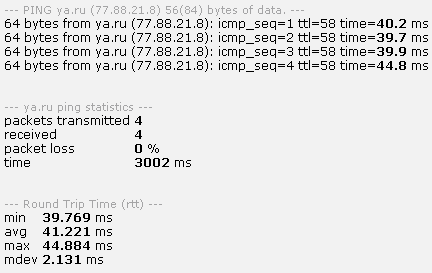 --- PING ya.ru (77.88.21.8) 56(84) bytes of data. ---
64 bytes from ya.ru (77.88.21.8): icmp_seq=1 ttl=58 time=40.2 ms
64 bytes from ya.ru (77.88.21.8): icmp_seq=2 ttl=58 time=39.7 ms
64 bytes from ya.ru (77.88.21.8): icmp_seq=3 ttl=58 time=39.9 ms
64 bytes from ya.ru (77.88.21.8): icmp_seq=4 ttl=58 time=44.8 ms
--- ya.ru ping statistics ---
packets transmitted 4
received 4
packet loss 0 %
time 3002 ms
--- Round Trip Time (rtt) ---
min 39.769 ms
avg 41.221 ms
max 44.884 ms
mdev 2.131 ms